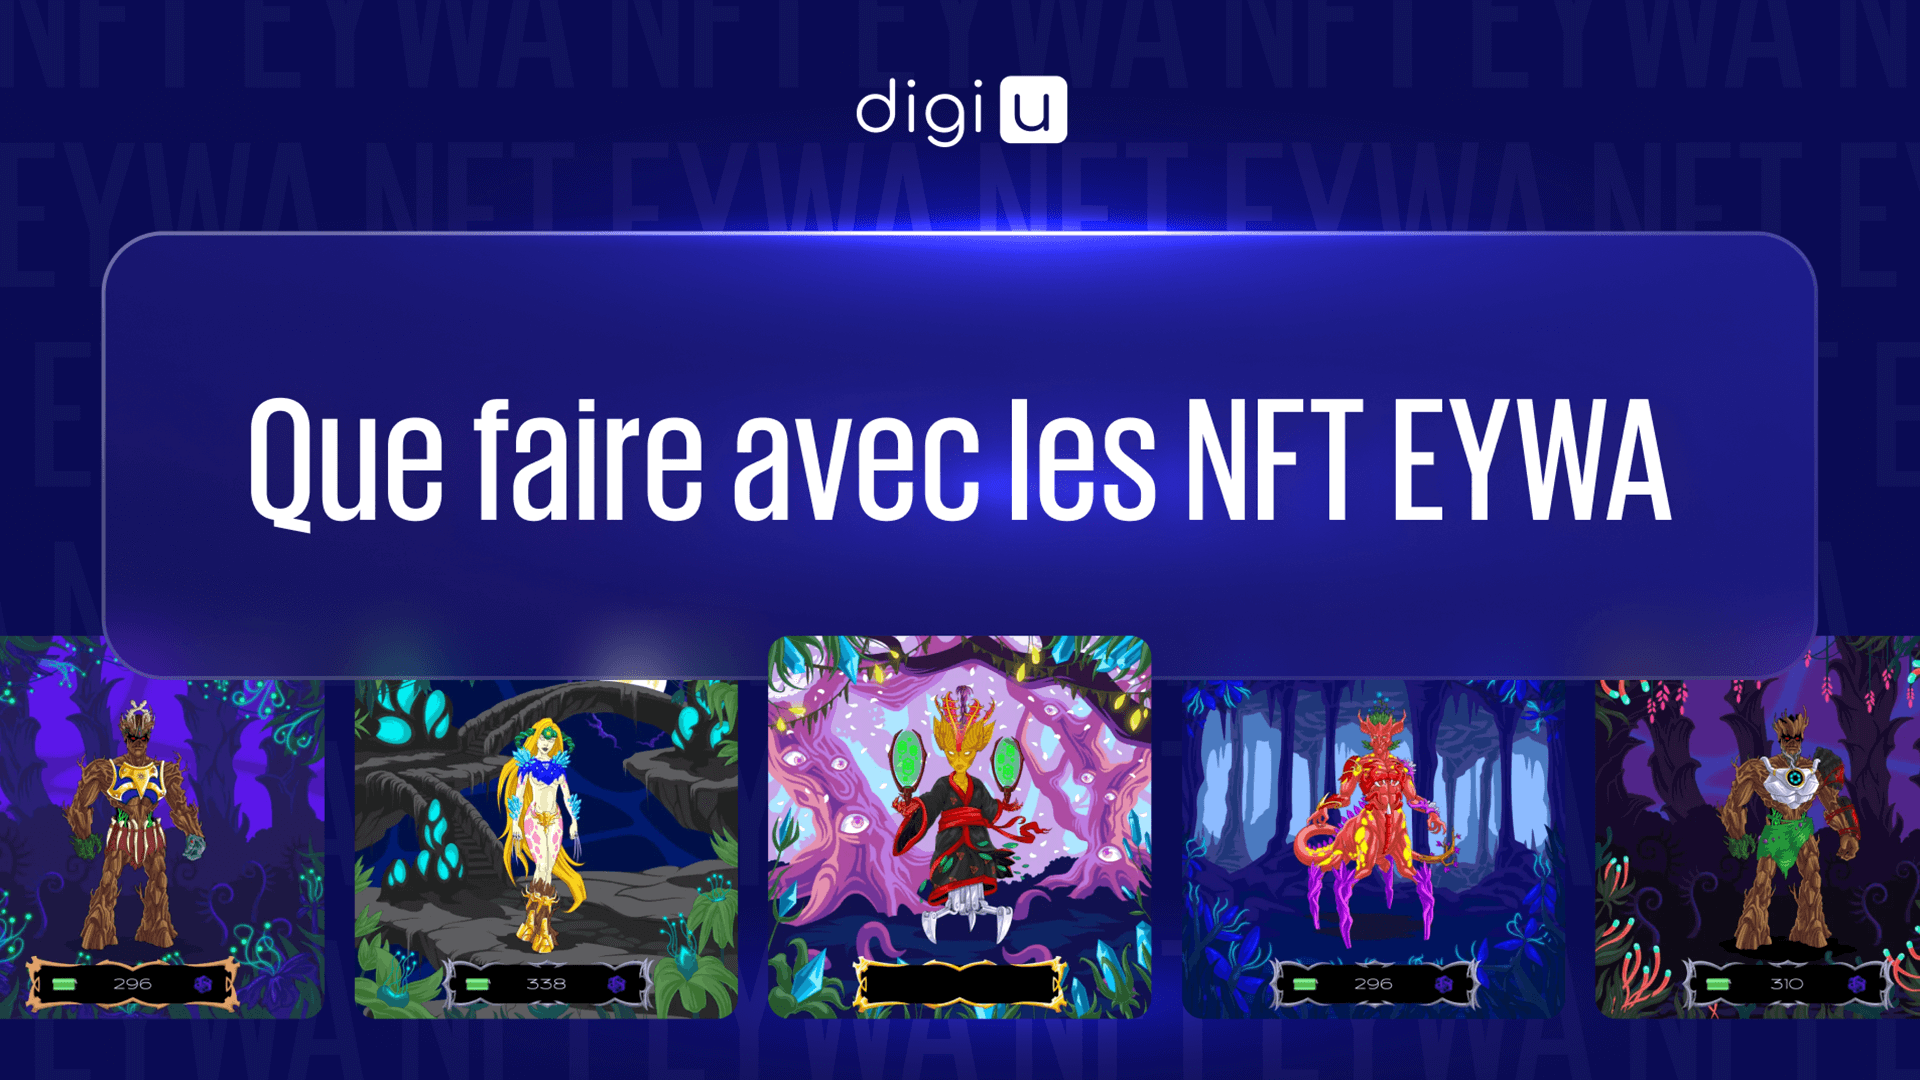 NFT EYWA NFT EYWA NFT EYWA N
digi u
EYWA NFT EYWA NFT EYWA NFT E
Que faire avec les NFT EYWA
296
338
296
310